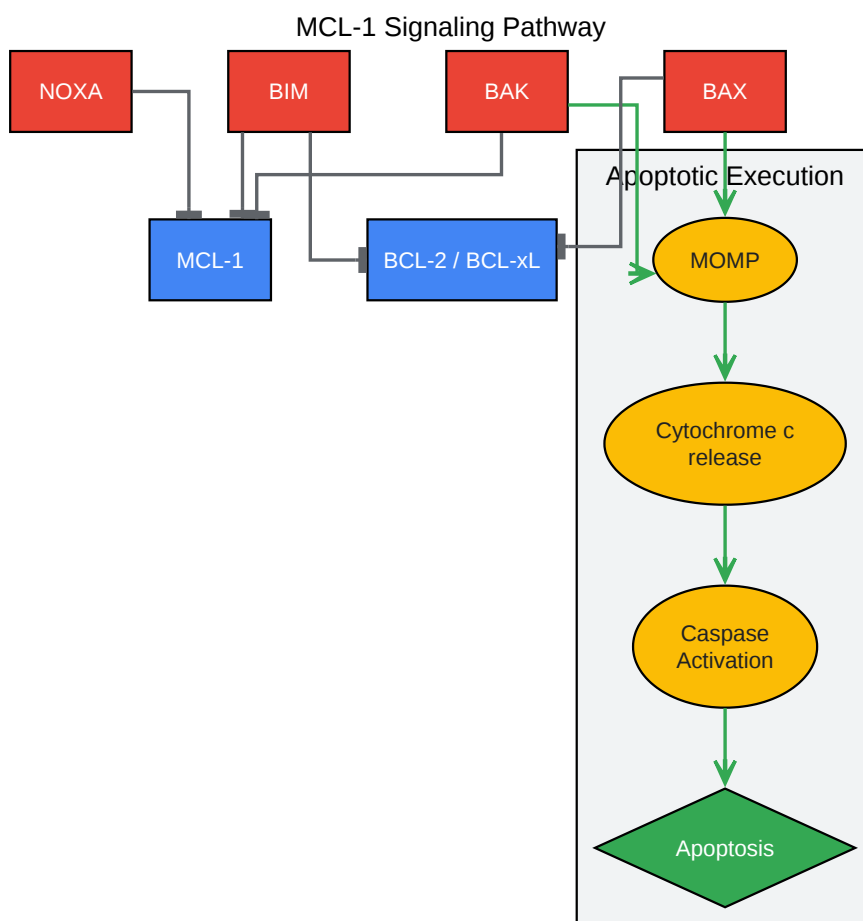 MCL-1 Signaling Pathway
NOXA
BIM
BAK
BAX
Apoptotic Execution
MCL-1
BCL-2 / BCL-xL
MOMP
Cytochrome c
release
Caspase
Activation
Apoptosis